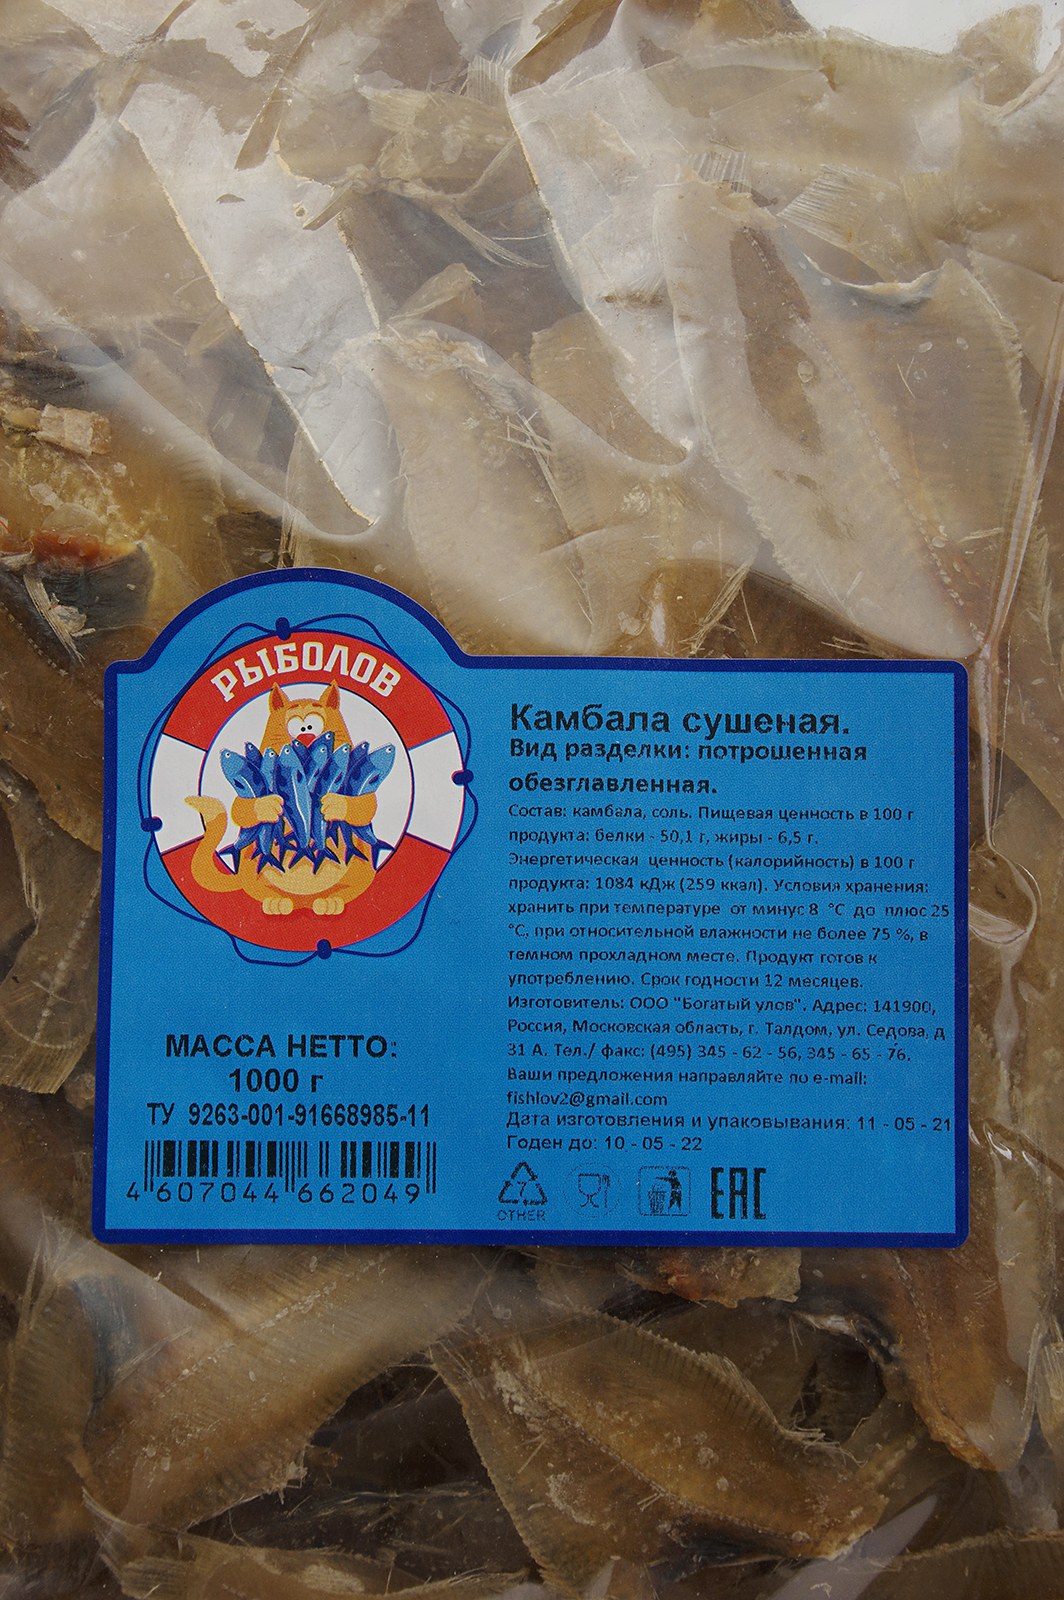 РЫБОЛОВ
Камбала сушеная.
Вид разделки: потрошенная
обезглавленная.
Состав: камбала, соль. Пищевая ценность в 100 г
продукта: белки - 50,1 г, жиры - 6,5 г.
Энергетическая ценность (калорийность) в 100 г
продукта: 1084 кДж (259 ккал). Условия хранения:
хранить при температуре от минус 8 °С до плюс 25
°С, при относительной влажности не более 75 %, в
темном прохладном месте. Продукт готов к
употреблению. Срок годности 12 месяцев.
Изготовитель: ООО "Богатый улов". Адрес: 141900,
Россия, Московская область, г. Талдом, ул. Седова, д
31 А. Тел./ факс: (495) 345 - 62 - 56, 345 - 65 - 76.
Ваши предложения направляйте по e-mail:
fishlov2@gmail.com
Дата изготовления и упаковывания: 11 - 05 - 21
Годен до: 10 - 05 - 22
МАССА НЕТТО:
1000 г
ТУ 9263-001-91668985-11
4 607044 662049
7
OTHER
EAC